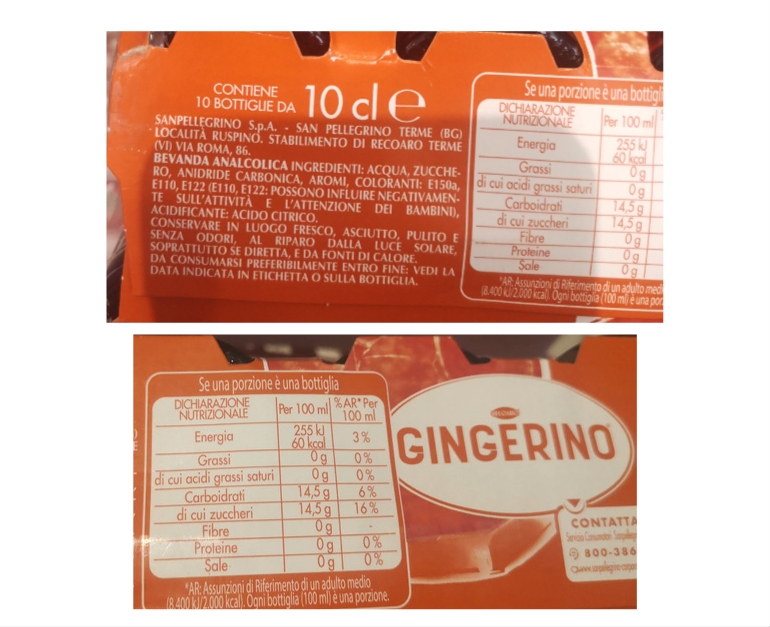 CONTIENE
10 BOTTIGLIE DA 10 cl e
SANPELLEGRINO S.p.A. - SAN PELLEGRINO TERME (BG)
LOCALITÀ RUSPINO. STABILIMENTO DI RECOARO TERME
(VI) VIA ROMA, 86.
BEVANDA ANALCOLICA INGREDIENTI: ACQUA, ZUCCHE-
RO, ANIDRIDE CARBONICA, AROMI, COLORANTI: E150a,
E110, E122 (E110, E122: POSSONO INFLUIRE NEGATIVAMEN-
TE SULL'ATTIVITÀ E L'ATTENZIONE DEI BAMBINI),
ACIDIFICANTE: ACIDO CITRICO.
CONSERVARE IN LUOGO FRESCO, ASCIUTTO, PULITO E
SENZA ODORI, AL RIPARO DALLA LUCE SOLARE,
SOPRATTUTTO SE DIRETTA, E DA FONTI DI CALORE.
DA CONSUMARSI PREFERIBILMENTE ENTRO FINE: VEDI LA
DATA INDICATA IN ETICHETTA O SULLA BOTTIGLIA.
Se una porzione è una bottigl
DICHIARAZIONE
NUTRIZIONALE Per 100 ml
Energia 255 kJ
60 kcal
Grassi 0 g
di cui acidi grassi saturi 0 g
Carboidrati 14,5 g
di cui zuccheri 14,5 g
Fibre 0 g
Proteine 0 g
Sale 0 g
*AR: Assunzioni di Riferimento di un adulto med
(8.400 kJ/2.000 kcal). Ogni bottiglia (100 ml) è una por
Se una porzione è una bottiglia
DICHIARAZIONE
NUTRIZIONALE Per 100 ml %AR* Per
100 ml
Energia 255 kJ
60 kcal 3%
Grassi 0 g 0%
di cui acidi grassi saturi 0 g 0%
Carboidrati 14,5 g 6%
di cui zuccheri 14,5 g 16%
Fibre 0 g -
Proteine 0 g 0%
Sale 0 g 0%
*AR: Assunzioni di Riferimento di un adulto medio
(8.400 kJ/2.000 kcal). Ogni bottiglia (100 ml) è una porzione.
GINGERINO
CONTATTA
Servizio Consumatori
800-386